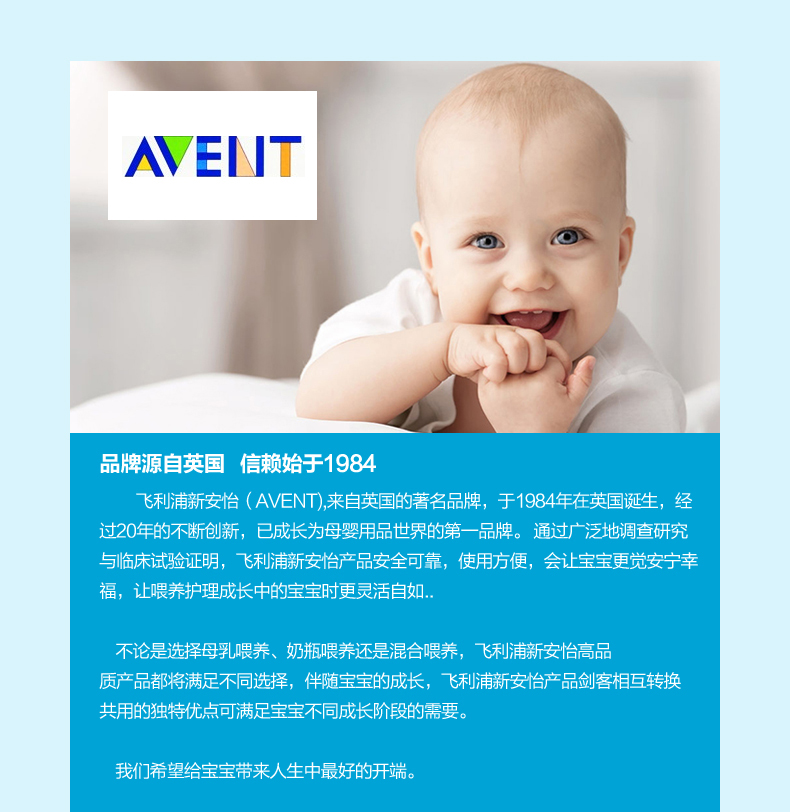 AVENT
品牌源自英国 信赖始于1984
飞利浦新安怡（AVENT),来自英国的著名品牌，于1984年在英国诞生，经
过20年的不断创新，已成长为母婴用品世界的第一品牌。通过广泛地调查研究
与临床试验证明，飞利浦新安怡产品安全可靠，使用方便，会让宝宝更觉安宁幸
福，让喂养护理成长中的宝宝时更灵活自如..
不论是选择母乳喂养、奶瓶喂养还是混合喂养，飞利浦新安怡高品
质产品都将满足不同选择，伴随宝宝的成长，飞利浦新安怡产品剑客相互转换
共用的独特优点可满足宝宝不同成长阶段的需要。
我们希望给宝宝带来人生中最好的开端。